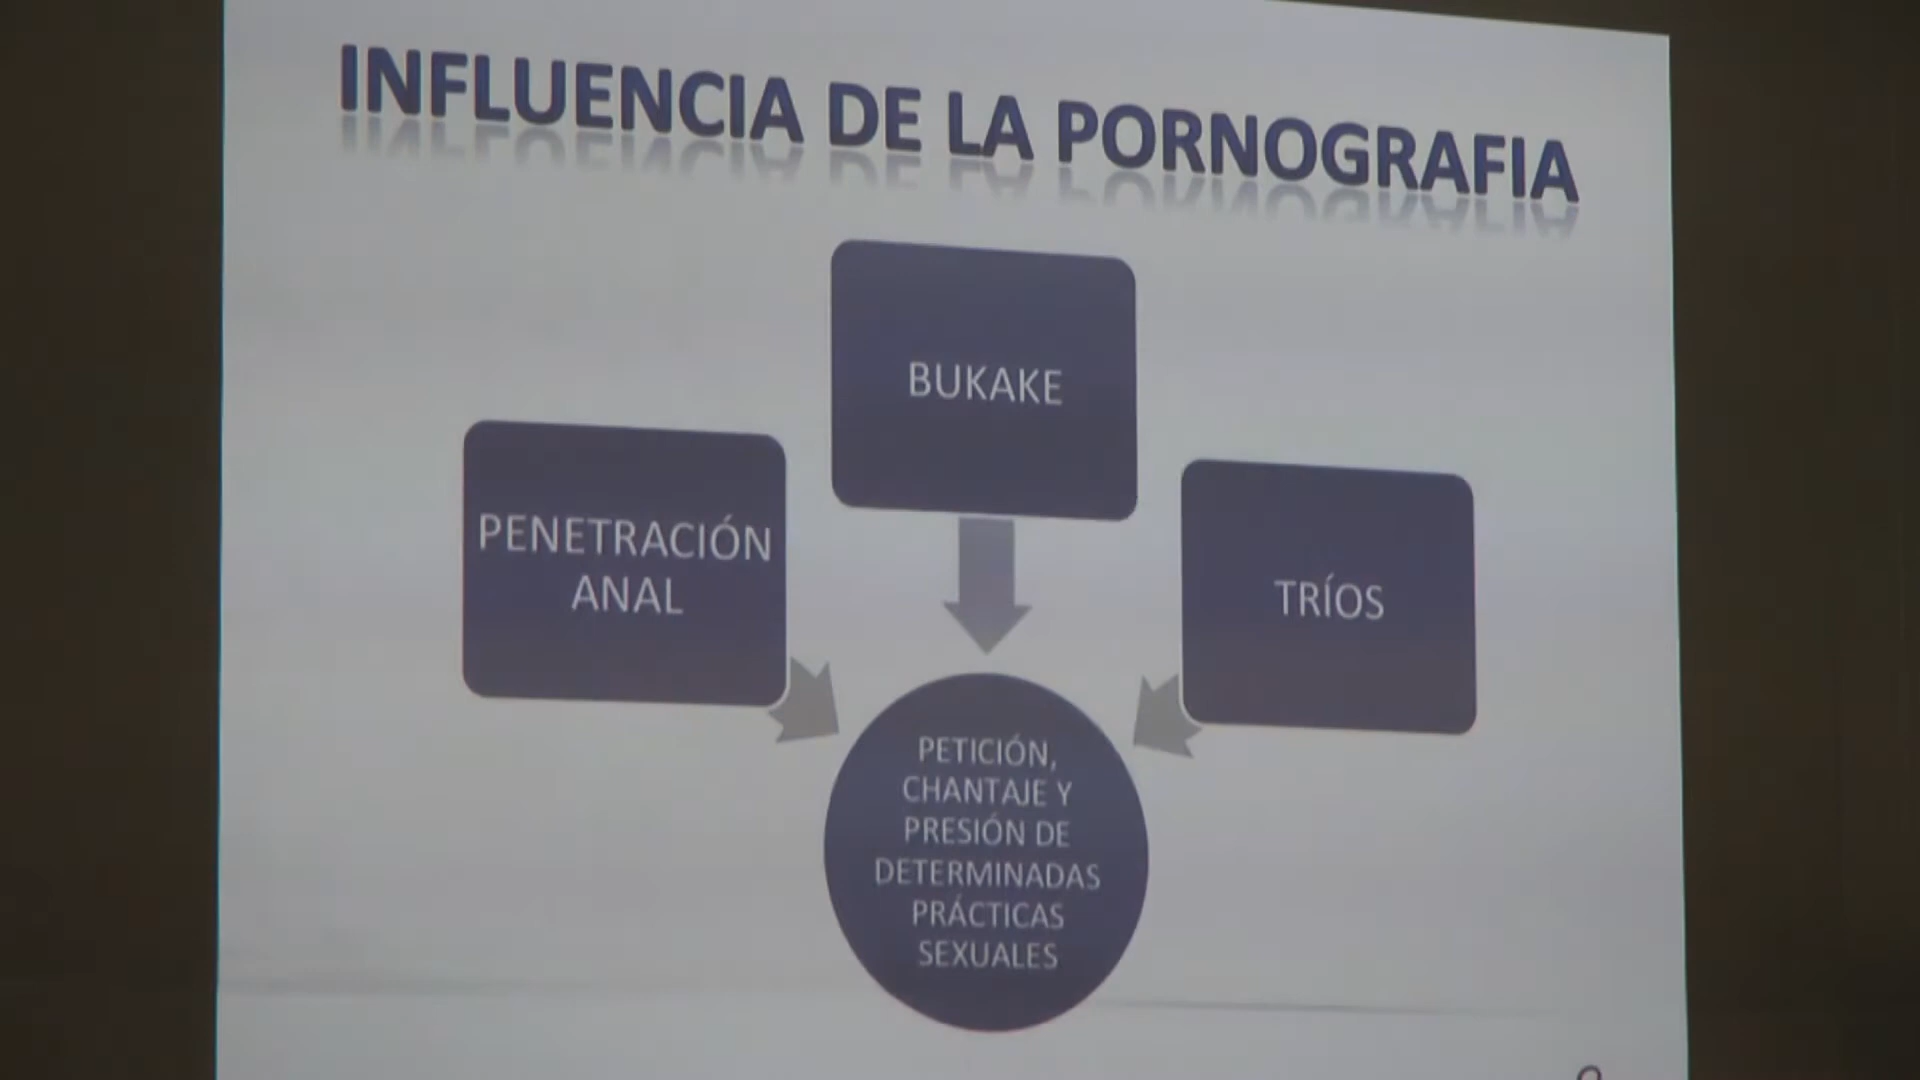 INFLUENCIA DE LA PORNOGRAFIA
BUKAKE
PENETRACIÓN
ANAL
TRÍOS
PETICIÓN,
CHANTAJE Y
PRESIÓN DE
DETERMINADAS
PRÁCTICAS
SEXUALES